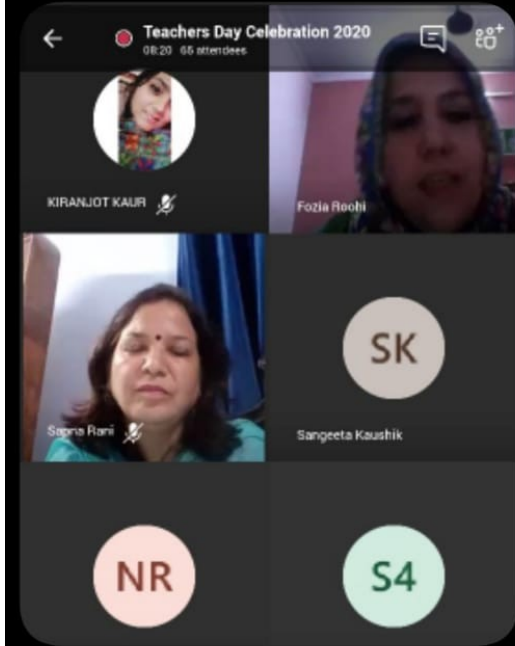 Teachers Day Celebration 2020
08:20 65 attendees
KIRANJOT KAUR
Fozia Roohi
Sapna Rani
SK
Sangeeta Kaushik
NR
S4